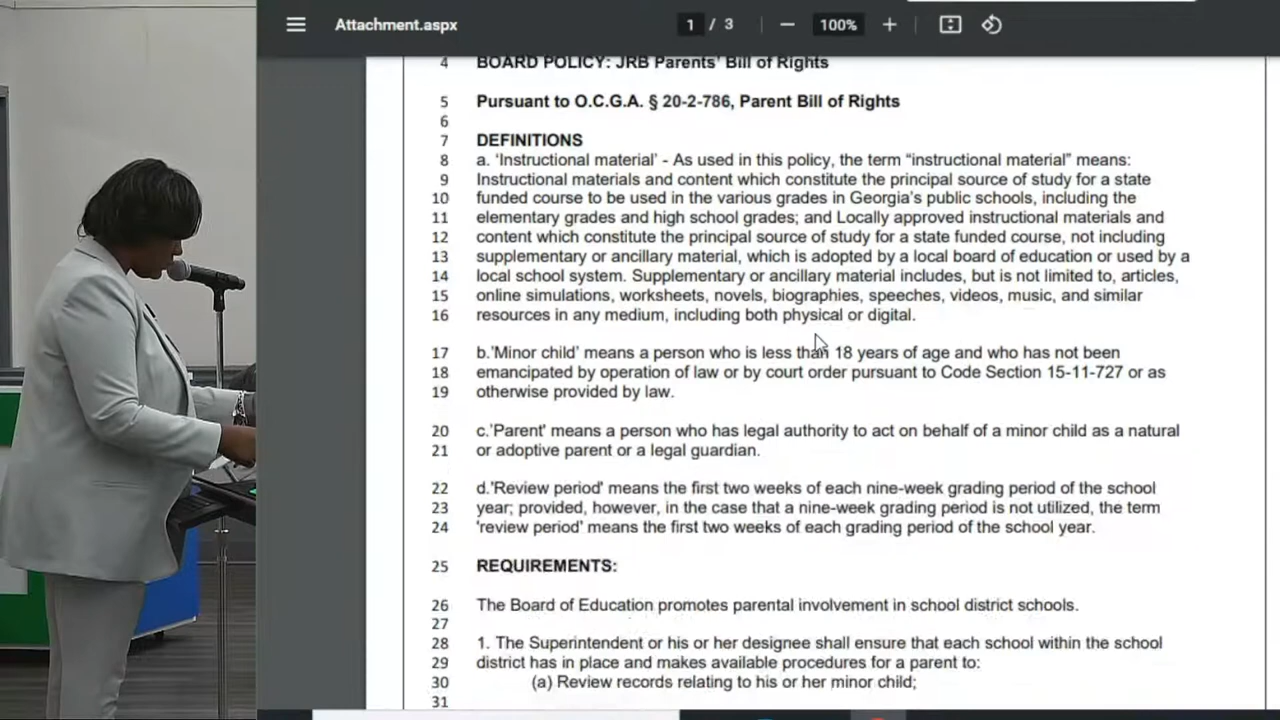 Attachment.aspx
1 / 3
100%
4 BOARD POLICY: JRB Parents' Bill of Rights
5 Pursuant to O.C.G.A. § 20-2-786, Parent Bill of Rights
6
7 DEFINITIONS
8 a. 'Instructional material' - As used in this policy, the term “instructional material” means:
9 Instructional materials and content which constitute the principal source of study for a state
10 funded course to be used in the various grades in Georgia's public schools, including the
11 elementary grades and high school grades; and Locally approved instructional materials and
12 content which constitute the principal source of study for a state funded course, not including
13 supplementary or ancillary material, which is adopted by a local board of education or used by a
14 local school system. Supplementary or ancillary material includes, but is not limited to, articles,
15 online simulations, worksheets, novels, biographies, speeches, videos, music, and similar
16 resources in any medium, including both physical or digital.
17 b.'Minor child' means a person who is less than 18 years of age and who has not been
18 emancipated by operation of law or by court order pursuant to Code Section 15-11-727 or as
19 otherwise provided by law.
20 c.'Parent' means a person who has legal authority to act on behalf of a minor child as a natural
21 or adoptive parent or a legal guardian.
22 d.'Review period' means the first two weeks of each nine-week grading period of the school
23 year; provided, however, in the case that a nine-week grading period is not utilized, the term
24 'review period' means the first two weeks of each grading period of the school year.
25 REQUIREMENTS:
26 The Board of Education promotes parental involvement in school district schools.
27
28 1. The Superintendent or his or her designee shall ensure that each school within the school
29 district has in place and makes available procedures for a parent to:
30 (a) Review records relating to his or her minor child;
31